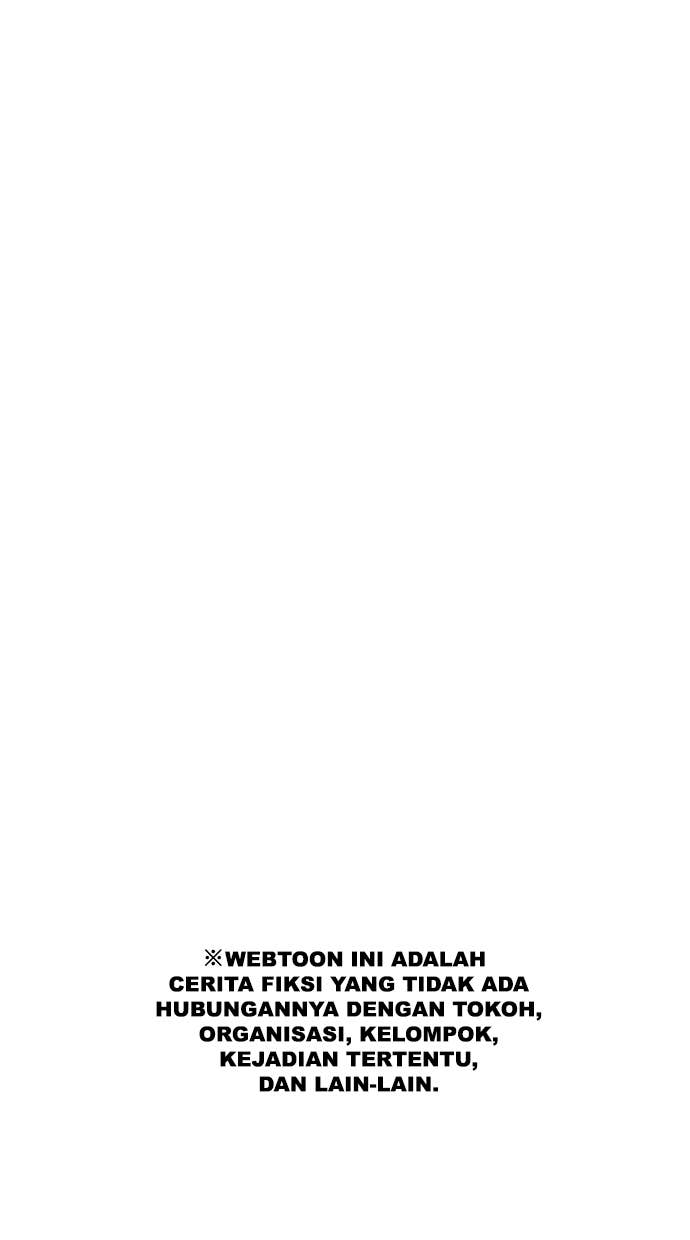 ※WEBTOON INI ADALAH
CERITA FIKSI YANG TIDAK ADA
HUBUNGANNYA DENGAN TOKOH,
ORGANISASI, KELOMPOK,
KEJADIAN TERTENTU,
DAN LAIN-LAIN.